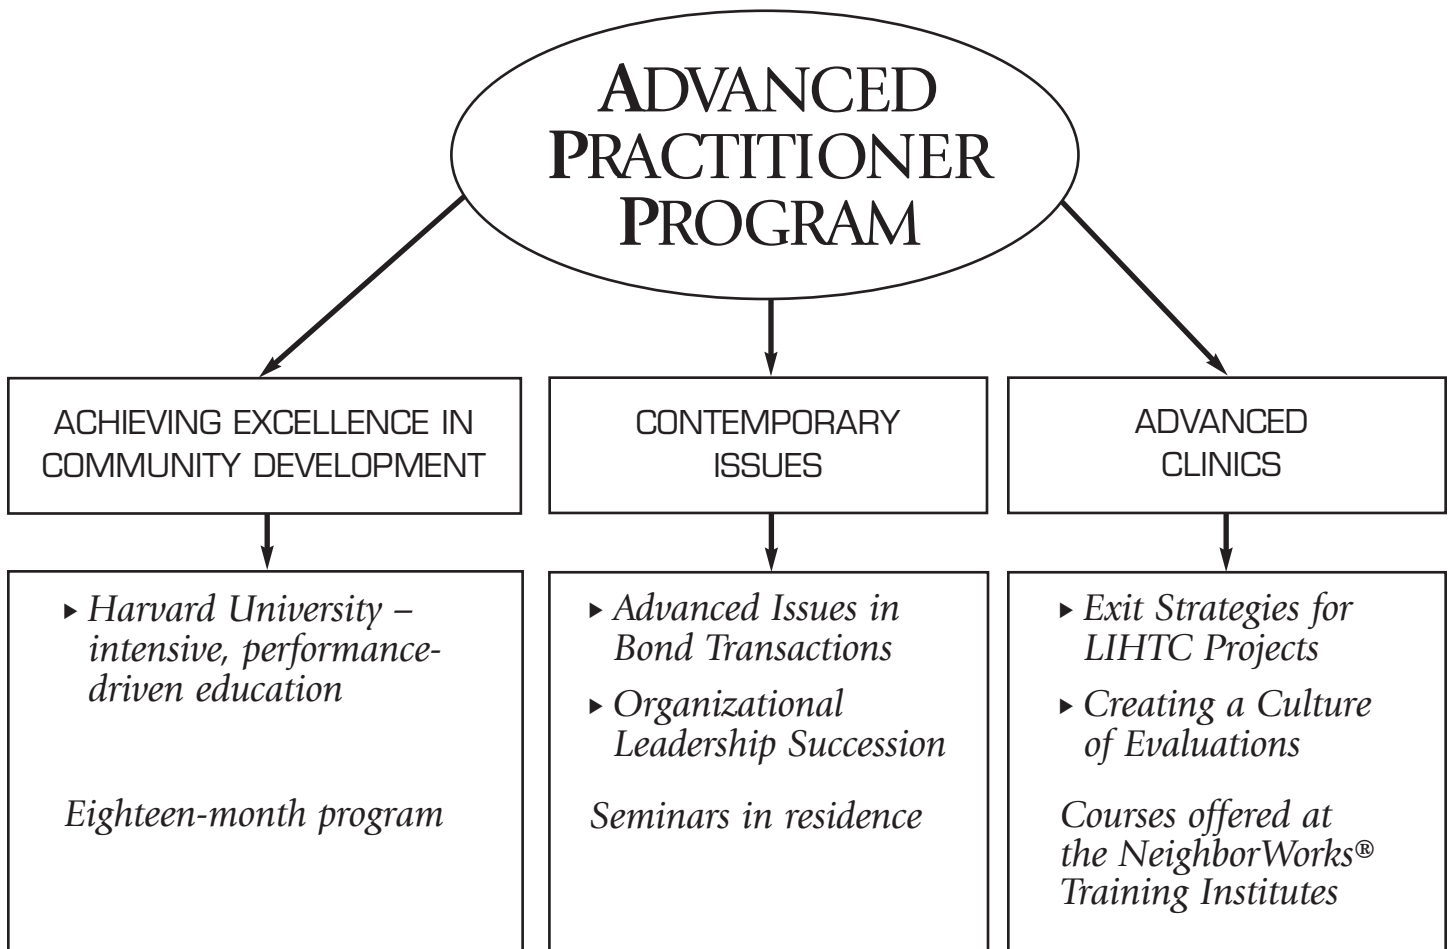 ADVANCED
PRACTITIONER
PROGRAM
ACHIEVING EXCELLENCE IN
COMMUNITY DEVELOPMENT
CONTEMPORARY
ISSUES
ADVANCED
CLINICS
▸ Harvard University –
intensive, performance-
driven education
Eighteen-month program
▸ Advanced Issues in
Bond Transactions
▸ Organizational
Leadership Succession
Seminars in residence
▸ Exit Strategies for
LIHTC Projects
▸ Creating a Culture
of Evaluations
Courses offered at
the NeighborWorks®
Training Institutes